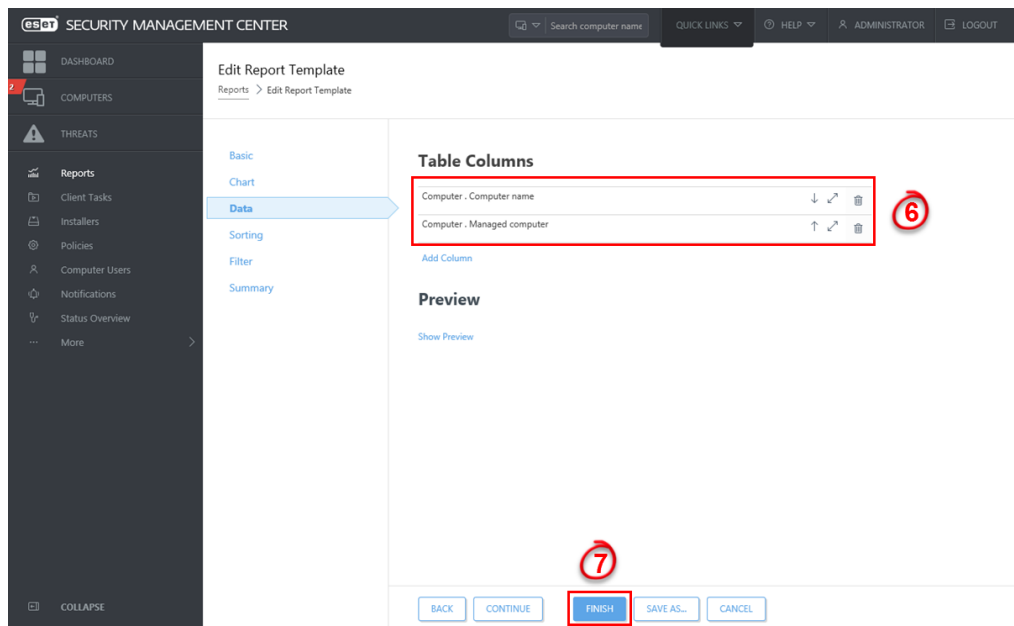 eset SECURITY MANAGEMENT CENTER
Search computer name
QUICK LINKS
HELP
ADMINISTRATOR
LOGOUT
DASHBOARD
2
COMPUTERS
THREATS
Reports
Client Tasks
Installers
Policies
Computer Users
Notifications
Status Overview
... More
COLLAPSE
Edit Report Template
Reports > Edit Report Template
Basic
Chart
Data
Sorting
Filter
Summary
Table Columns
Computer . Computer name
Computer . Managed computer
6
Add Column
Preview
Show Preview
7
BACK
CONTINUE
FINISH
SAVE AS...
CANCEL